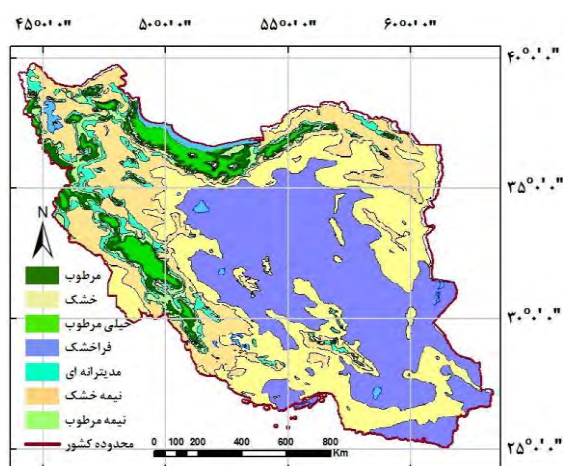 ۴۵°۰'۰" ۵۰°۰'۰" ۵۵°۰'۰" ۶۰°۰'۰"
۴۰°۰'۰"
۳۵°۰'۰"
۳۰°۰'۰"
۲۵°۰'۰"
N
مرطوب
خشک
خیلی مرطوب
فراخشک
مدیترانه ای
نیمه خشک
نیمه مرطوب
محدوده کشور
0 100 200 400 600 800
Km